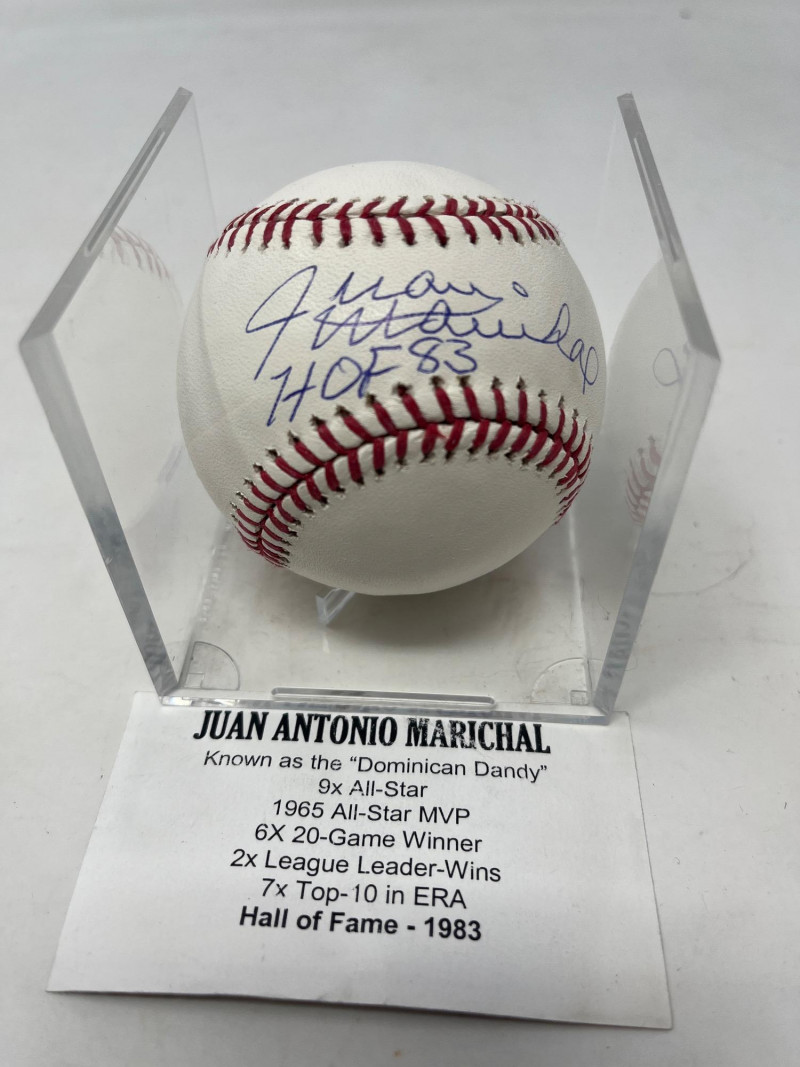 Juan
Marichal
HOF 83
JUAN ANTONIO MARICHAL
Known as the “Dominican Dandy”
9x All-Star
1965 All-Star MVP
6X 20-Game Winner
2x League Leader-Wins
7x Top-10 in ERA
Hall of Fame - 1983